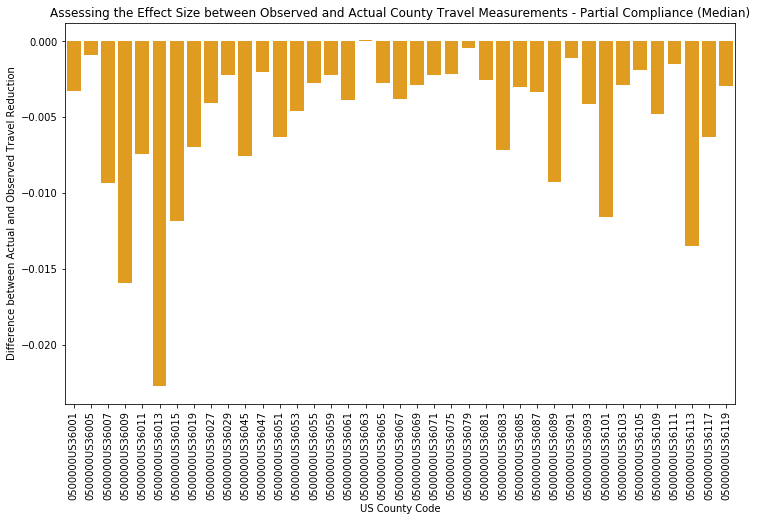 Assessing the Effect Size between Observed and Actual County Travel Measurements - Partial Compliance (Median)
Difference between Actual and Observed Travel Reduction
0.000
−0.005
−0.010
−0.015
−0.020
0500000US36001
0500000US36005
0500000US36007
0500000US36009
0500000US36011
0500000US36013
0500000US36015
0500000US36019
0500000US36027
0500000US36029
0500000US36045
0500000US36047
0500000US36051
0500000US36053
0500000US36055
0500000US36059
0500000US36061
0500000US36063
0500000US36065
0500000US36067
0500000US36069
0500000US36071
0500000US36075
0500000US36079
0500000US36081
0500000US36083
0500000US36085
0500000US36087
0500000US36089
0500000US36091
0500000US36093
0500000US36101
0500000US36103
0500000US36105
0500000US36109
0500000US36111
0500000US36113
0500000US36117
0500000US36119
US County Code